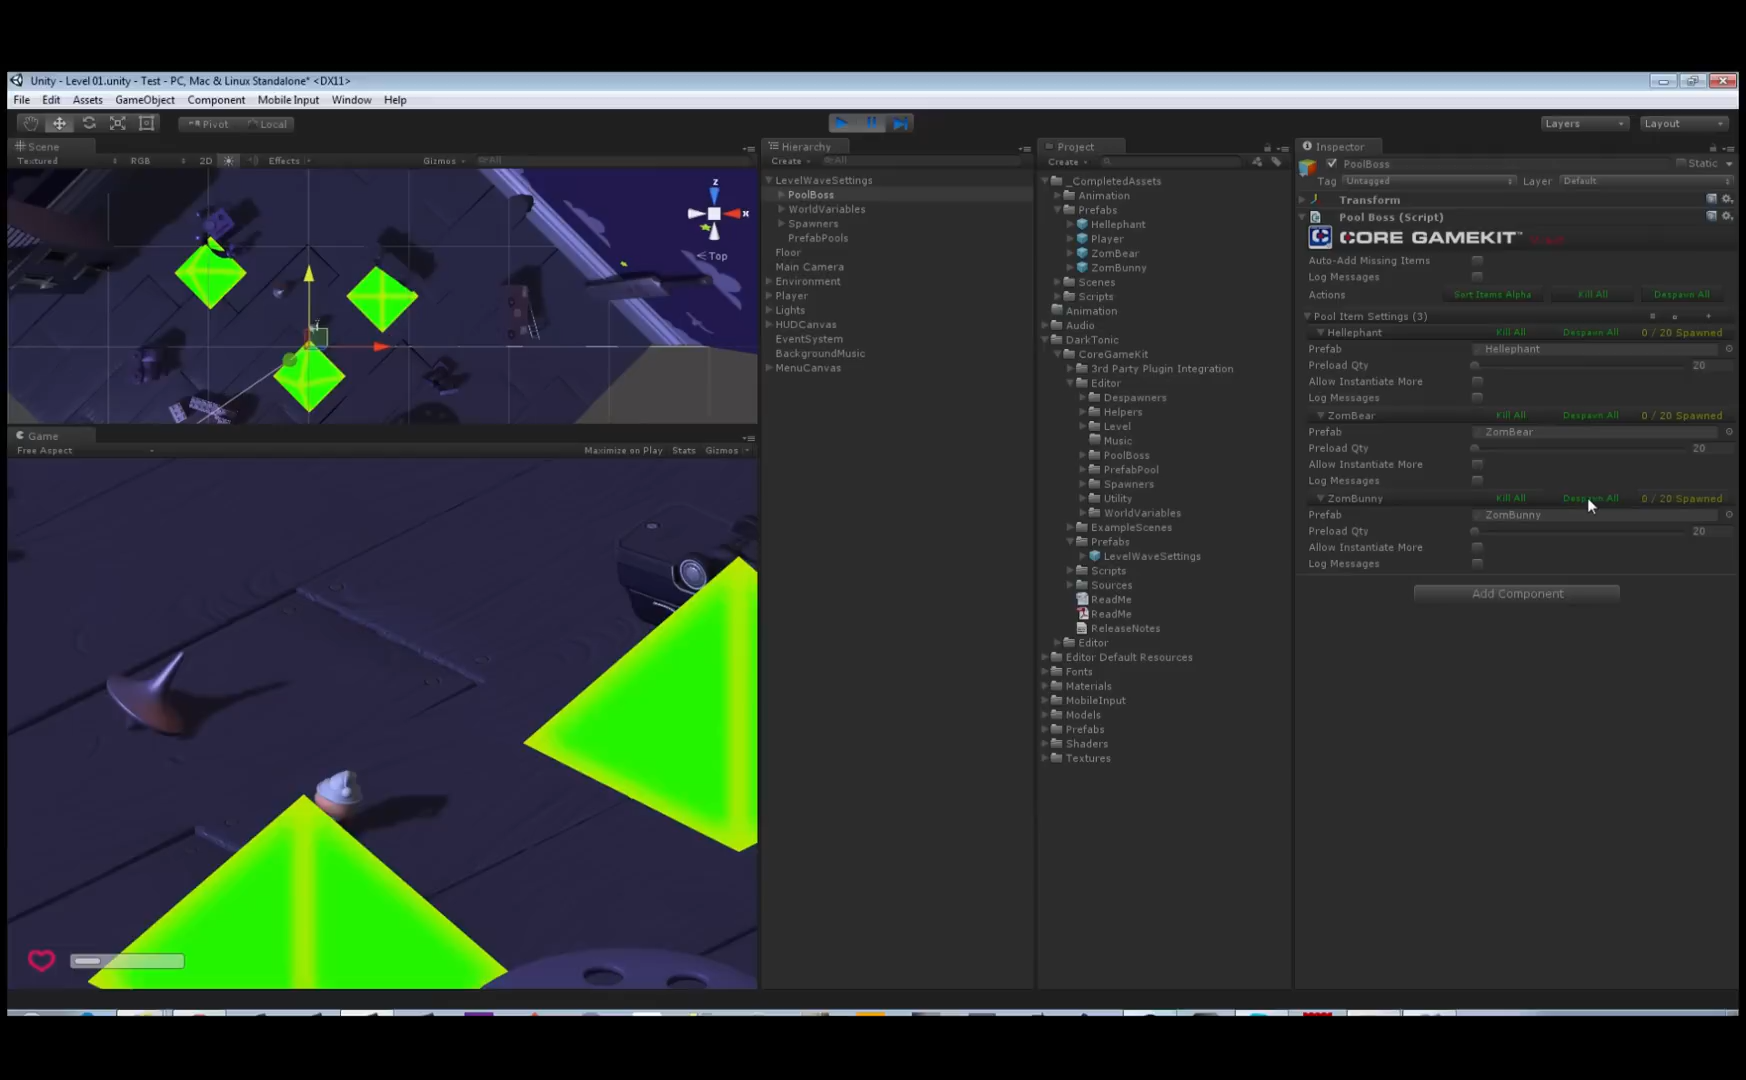 Unity - Level 01.unity - Test - PC, Mac & Linux Standalone* <DX11>
File Edit Assets GameObject Component Mobile Input Window Help
Pivot Local
Layers Layout
Scene
Textured RGB 2D Effects Gizmos All
z
x
Top
Game
Free Aspect Maximize on Play Stats Gizmos
Hierarchy
Create All
LevelWaveSettings
PoolBoss
WorldVariables
Spawners
PrefabPools
Floor
Main Camera
Environment
Player
Lights
HUDCanvas
EventSystem
BackgroundMusic
MenuCanvas
Project
Create
_CompletedAssets
Animation
Prefabs
Hellephant
Player
ZomBear
ZomBunny
Scenes
Scripts
Animation
Audio
DarkTonic
CoreGameKit
3rd Party Plugin Integration
Editor
Despawners
Helpers
Level
Music
PoolBoss
PrefabPool
Spawners
Utility
WorldVariables
ExampleScenes
Prefabs
LevelWaveSettings
Scripts
Sources
ReadMe
ReadMe
ReleaseNotes
Editor
Editor Default Resources
Fonts
Materials
MobileInput
Models
Prefabs
Shaders
Textures
Inspector
PoolBoss Static
Tag Untagged Layer Default
Transform
Pool Boss (Script)
CORE GAMEKIT™
Auto-Add Missing Items
Log Messages
Actions Sort Items Alpha Kill All Despawn All
Pool Item Settings (3)
Hellephant Kill All Despawn All 0 / 20 Spawned
Prefab Hellephant
Preload Qty 20
Allow Instantiate More
Log Messages
ZomBear Kill All Despawn All 0 / 20 Spawned
Prefab ZomBear
Preload Qty 20
Allow Instantiate More
Log Messages
ZomBunny Kill All Despawn All 0 / 20 Spawned
Prefab ZomBunny
Preload Qty 20
Allow Instantiate More
Log Messages
Add Component